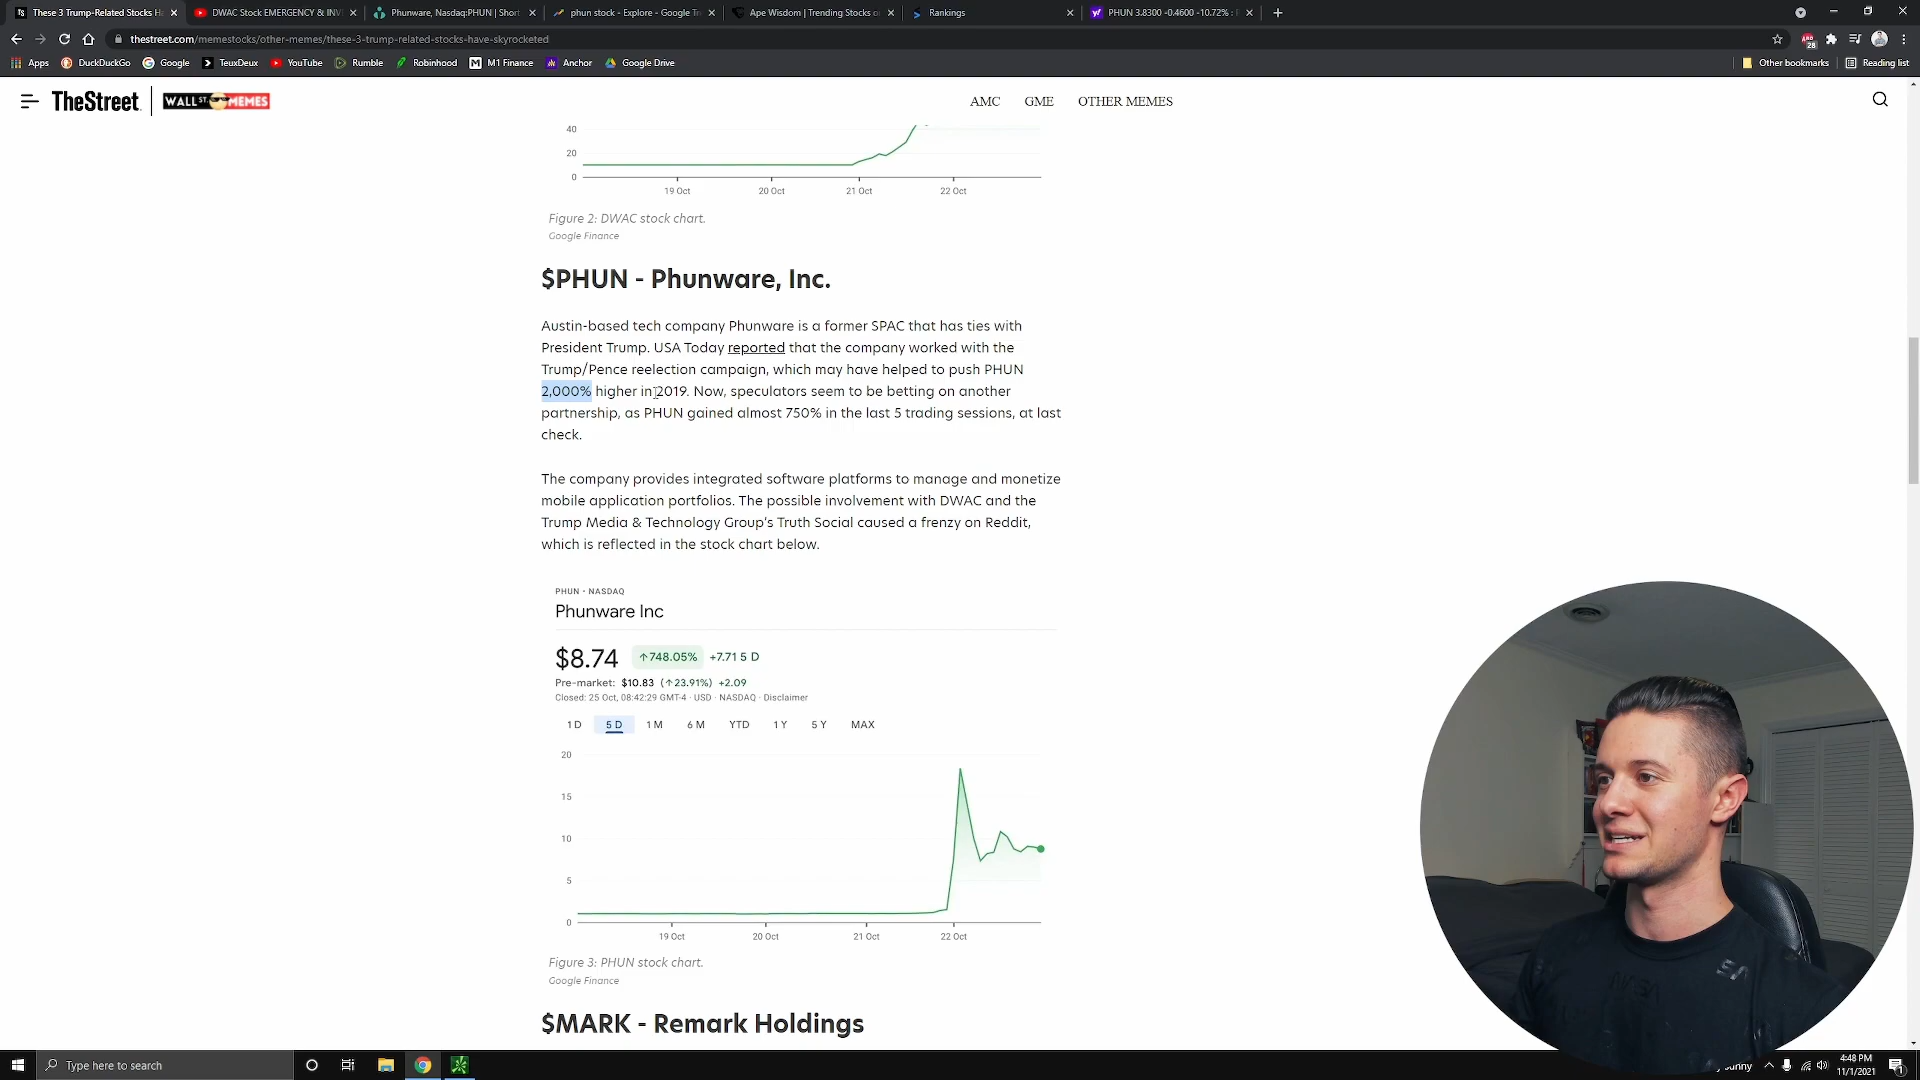 These 3 Trump-Related Stocks H
DWAC Stock EMERGENCY & INV
Phunware, Nasdaq:PHUN | Short
phun stock - Explore - Google Tr
Ape Wisdom | Trending Stocks o
Rankings
PHUN 3.8300 -0.4600 -10.72% :
thestreet.com/memestocks/other-memes/these-3-trump-related-stocks-have-skyrocketed
28
Apps
DuckDuckGo
Google
TeuxDeux
YouTube
Rumble
Robinhood
M1 Finance
Anchor
Google Drive
Other bookmarks
Reading list
TheStreet
WALL ST. MEMES
AMC
GME
OTHER MEMES
40
20
0
19 Oct
20 Oct
21 Oct
22 Oct
Figure 2: DWAC stock chart.
Google Finance
$PHUN - Phunware, Inc.
Austin-based tech company Phunware is a former SPAC that has ties with
President Trump. USA Today reported that the company worked with the
Trump/Pence reelection campaign, which may have helped to push PHUN
2,000% higher in 2019. Now, speculators seem to be betting on another
partnership, as PHUN gained almost 750% in the last 5 trading sessions, at last
check.
The company provides integrated software platforms to manage and monetize
mobile application portfolios. The possible involvement with DWAC and the
Trump Media & Technology Group's Truth Social caused a frenzy on Reddit,
which is reflected in the stock chart below.
PHUN • NASDAQ
Phunware Inc
$8.74 ↑748.05% +7.71 5 D
Pre-market: $10.83 (↑23.91%) +2.09
Closed: 25 Oct, 08:42:29 GMT-4 · USD · NASDAQ · Disclaimer
1 D
5 D
1 M
6 M
YTD
1 Y
5 Y
MAX
20
15
10
5
0
19 Oct
20 Oct
21 Oct
22 Oct
Figure 3: PHUN stock chart.
Google Finance
$MARK - Remark Holdings
Type here to search
sunny
4:48 PM
11/1/2021